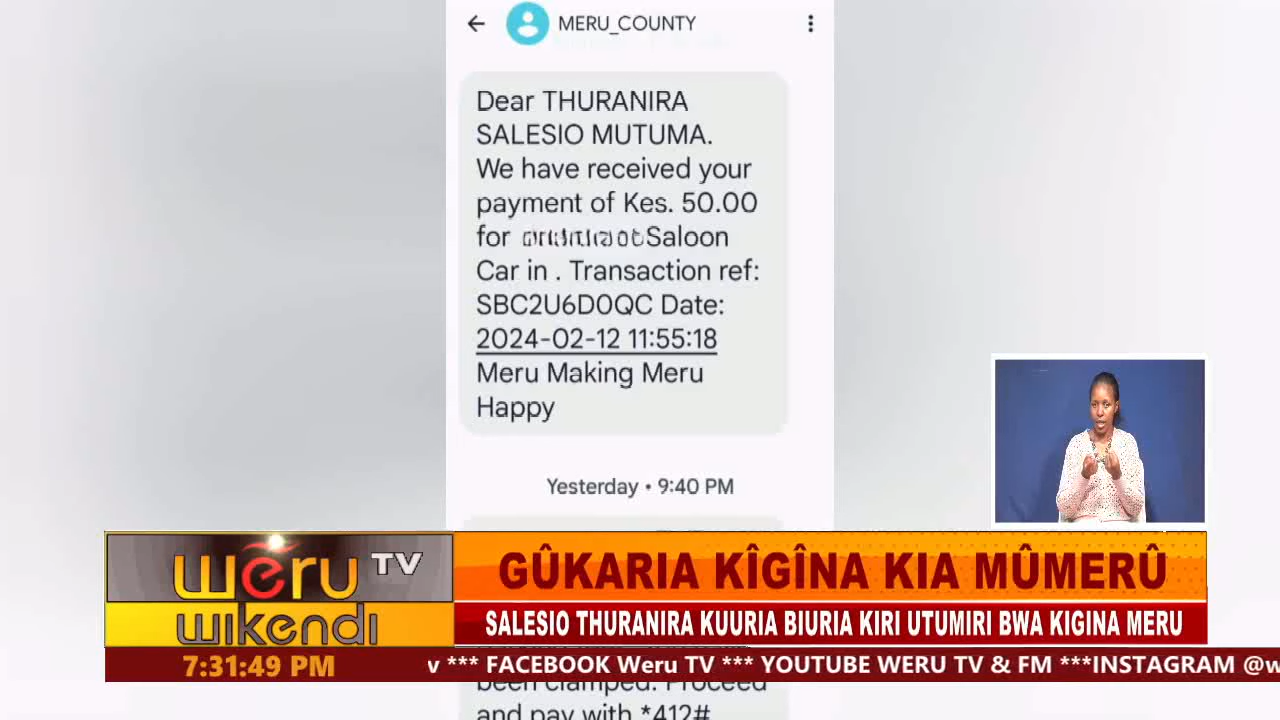 MERU_COUNTY
Dear THURANIRA
SALESIO MUTUMA.
We have received your
payment of Kes. 50.00
for Saloon
Car in . Transaction ref:
SBC2U6D0QC Date:
2024-02-12 11:55:18
Meru Making Meru
Happy
Yesterday • 9:40 PM
weru TV
wikendi
GÛKARIA KÎGÎNA KIA MÛMERÛ
SALESIO THURANIRA KUURIA BIURIA KIRI UTUMIRI BWA KIGINA MERU
7:31:49 PM
v *** FACEBOOK Weru TV *** YOUTUBE WERU TV & FM ***INSTAGRAM @w
been clamped. Proceed
and pay with *412#